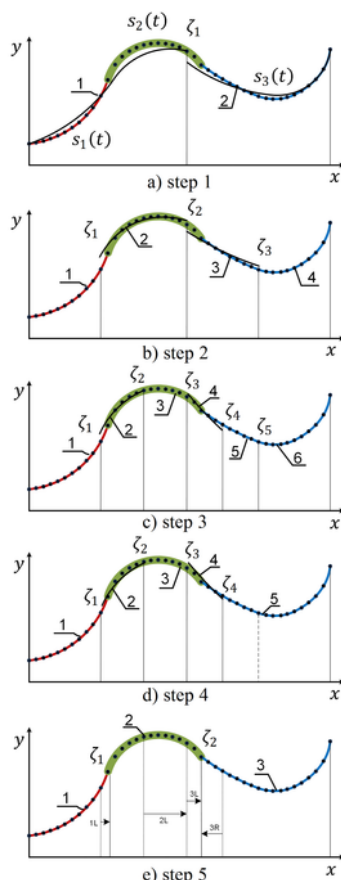 y s₂(t) ζ₁
1 2 s₃(t)
s₁(t)
x
a) step 1
y ζ₁ ζ₂
2 ζ₃
1 3 4
x
b) step 2
y ζ₂ ζ₃ 4
ζ₁ 3 ζ₄
1 2 ζ₅
5 6
x
c) step 3
y ζ₂ ζ₃ 4
ζ₁ 3 ζ₄
1 2 5
x
d) step 4
y 2
ζ₁ ζ₂
1 3
3L
1L 2L 3R
x
e) step 5